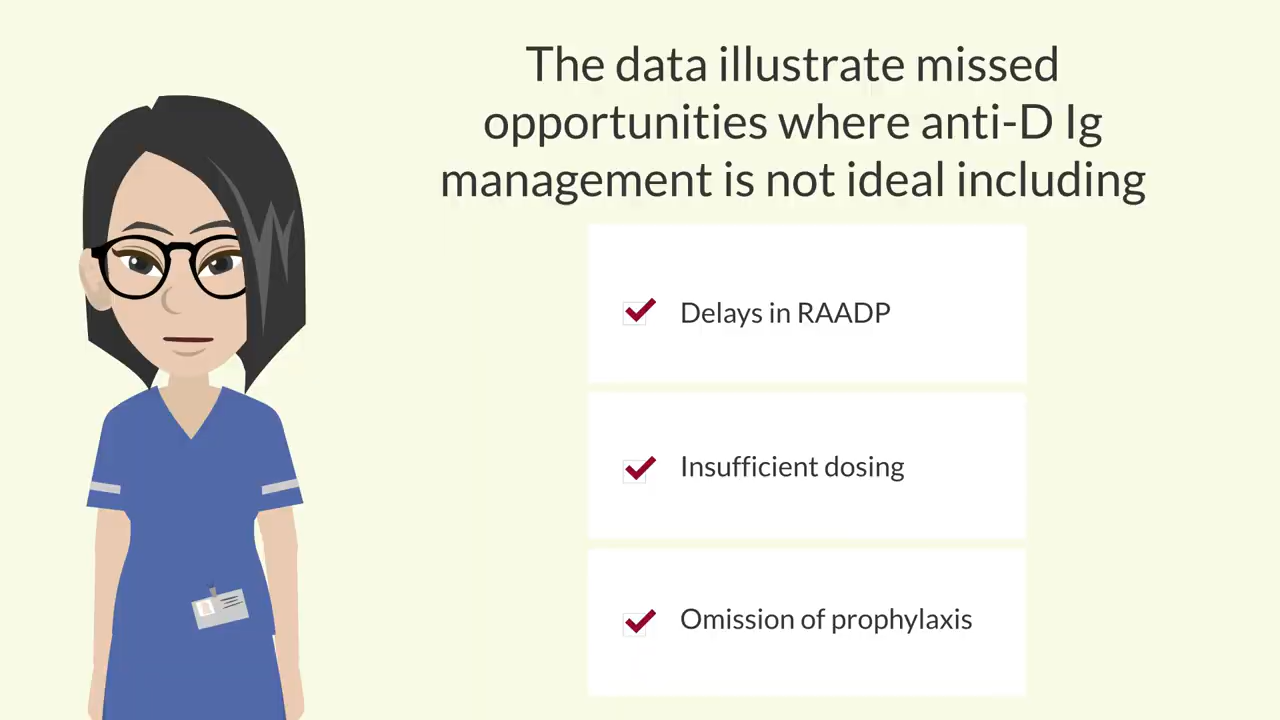 The data illustrate missed
opportunities where anti-D Ig
management is not ideal including
Delays in RAADP
Insufficient dosing
Omission of prophylaxis